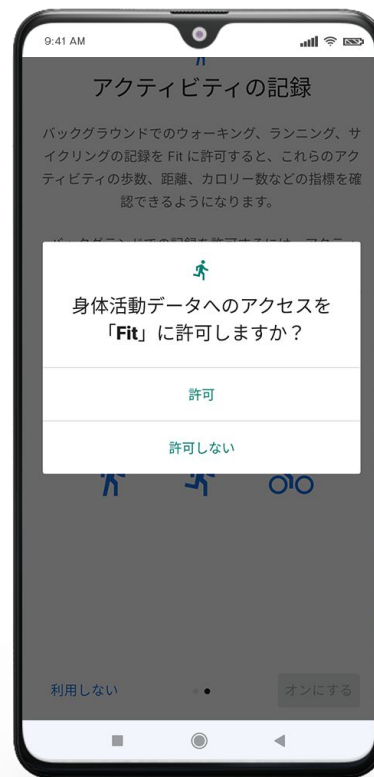 9:41 AM
アクティビティの記録
バックグラウンドでのウォーキング、ランニング、サ
イクリングの記録を Fit に許可すると、これらのアク
ティビティの歩数、距離、カロリー数などの指標を確
認できるようになります。
身体活動データへのアクセスを
「Fit」に許可しますか？
許可
許可しない
利用しない
オンにする